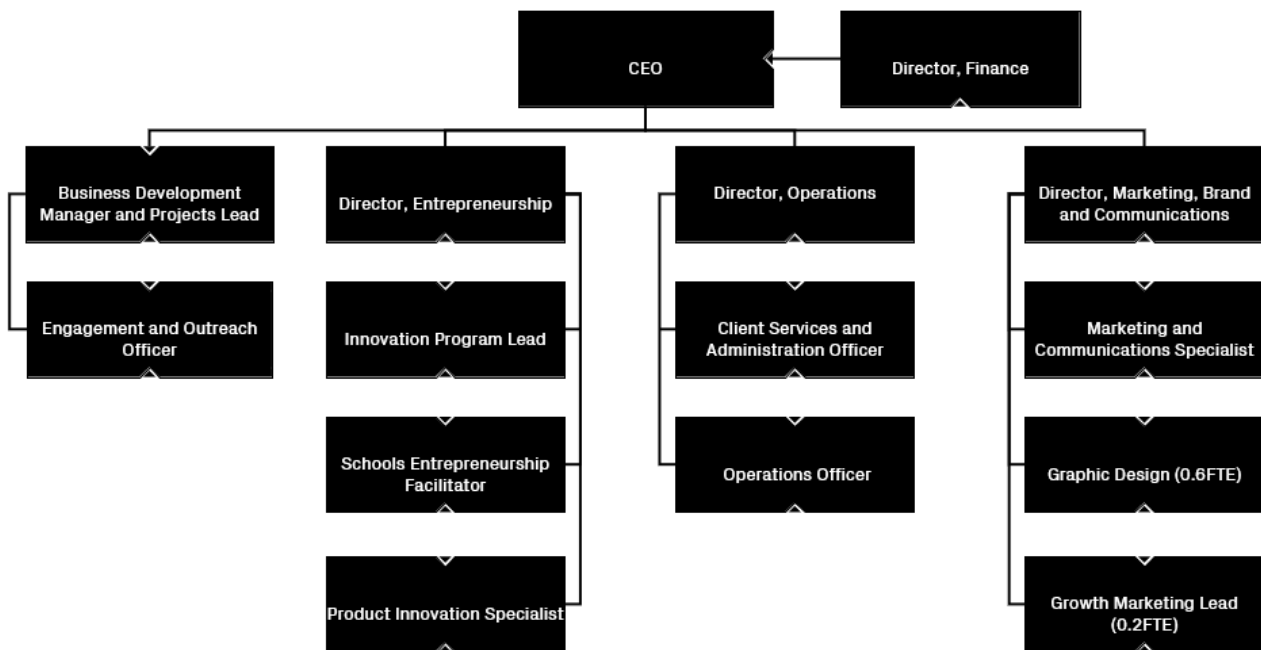 CEO
Director, Finance
Business Development
Manager and Projects Lead
Director, Entrepreneurship
Director, Operations
Director, Marketing, Brand
and Communications
Engagement and Outreach
Officer
Innovation Program Lead
Client Services and
Administration Officer
Marketing and
Communications Specialist
Schools Entrepreneurship
Facilitator
Operations Officer
Graphic Design (0.6FTE)
Product Innovation Specialist
Growth Marketing Lead
(0.2FTE)